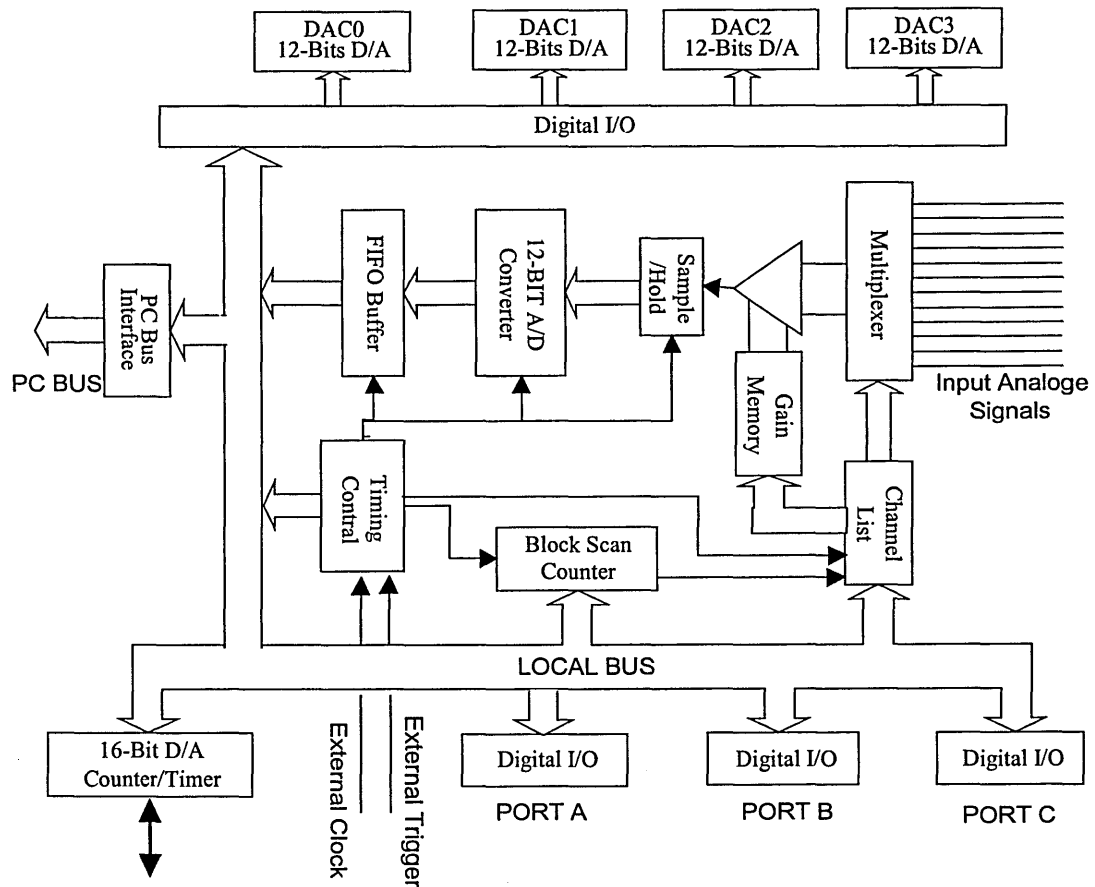 DAC0
12-Bits D/A
DAC1
12-Bits D/A
DAC2
12-Bits D/A
DAC3
12-Bits D/A
Digital I/O
PC BUS
PC Bus
Interface
FIFO Buffer
12-BIT A/D
Converter
Sample
/Hold
Multiplexer
Input Analoge
Signals
Gain
Memory
Timing
Contral
Block Scan
Counter
Channel
List
LOCAL BUS
16-Bit D/A
Counter/Timer
External Clock
External Trigger
Digital I/O
PORT A
Digital I/O
PORT B
Digital I/O
PORT C